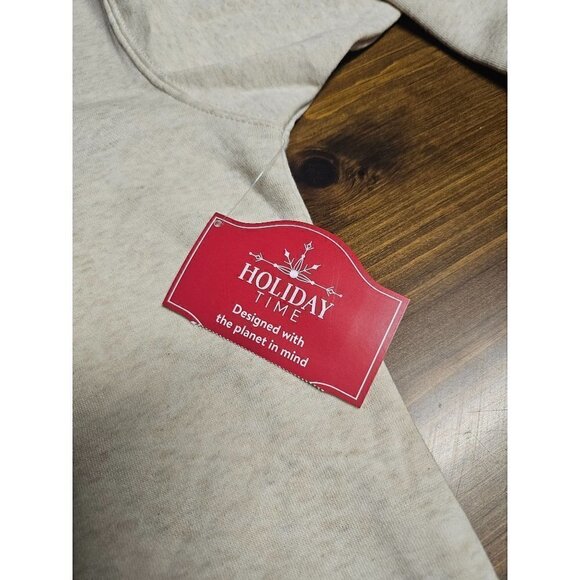 HOLIDAY
TIME
Designed with
the planet in mind